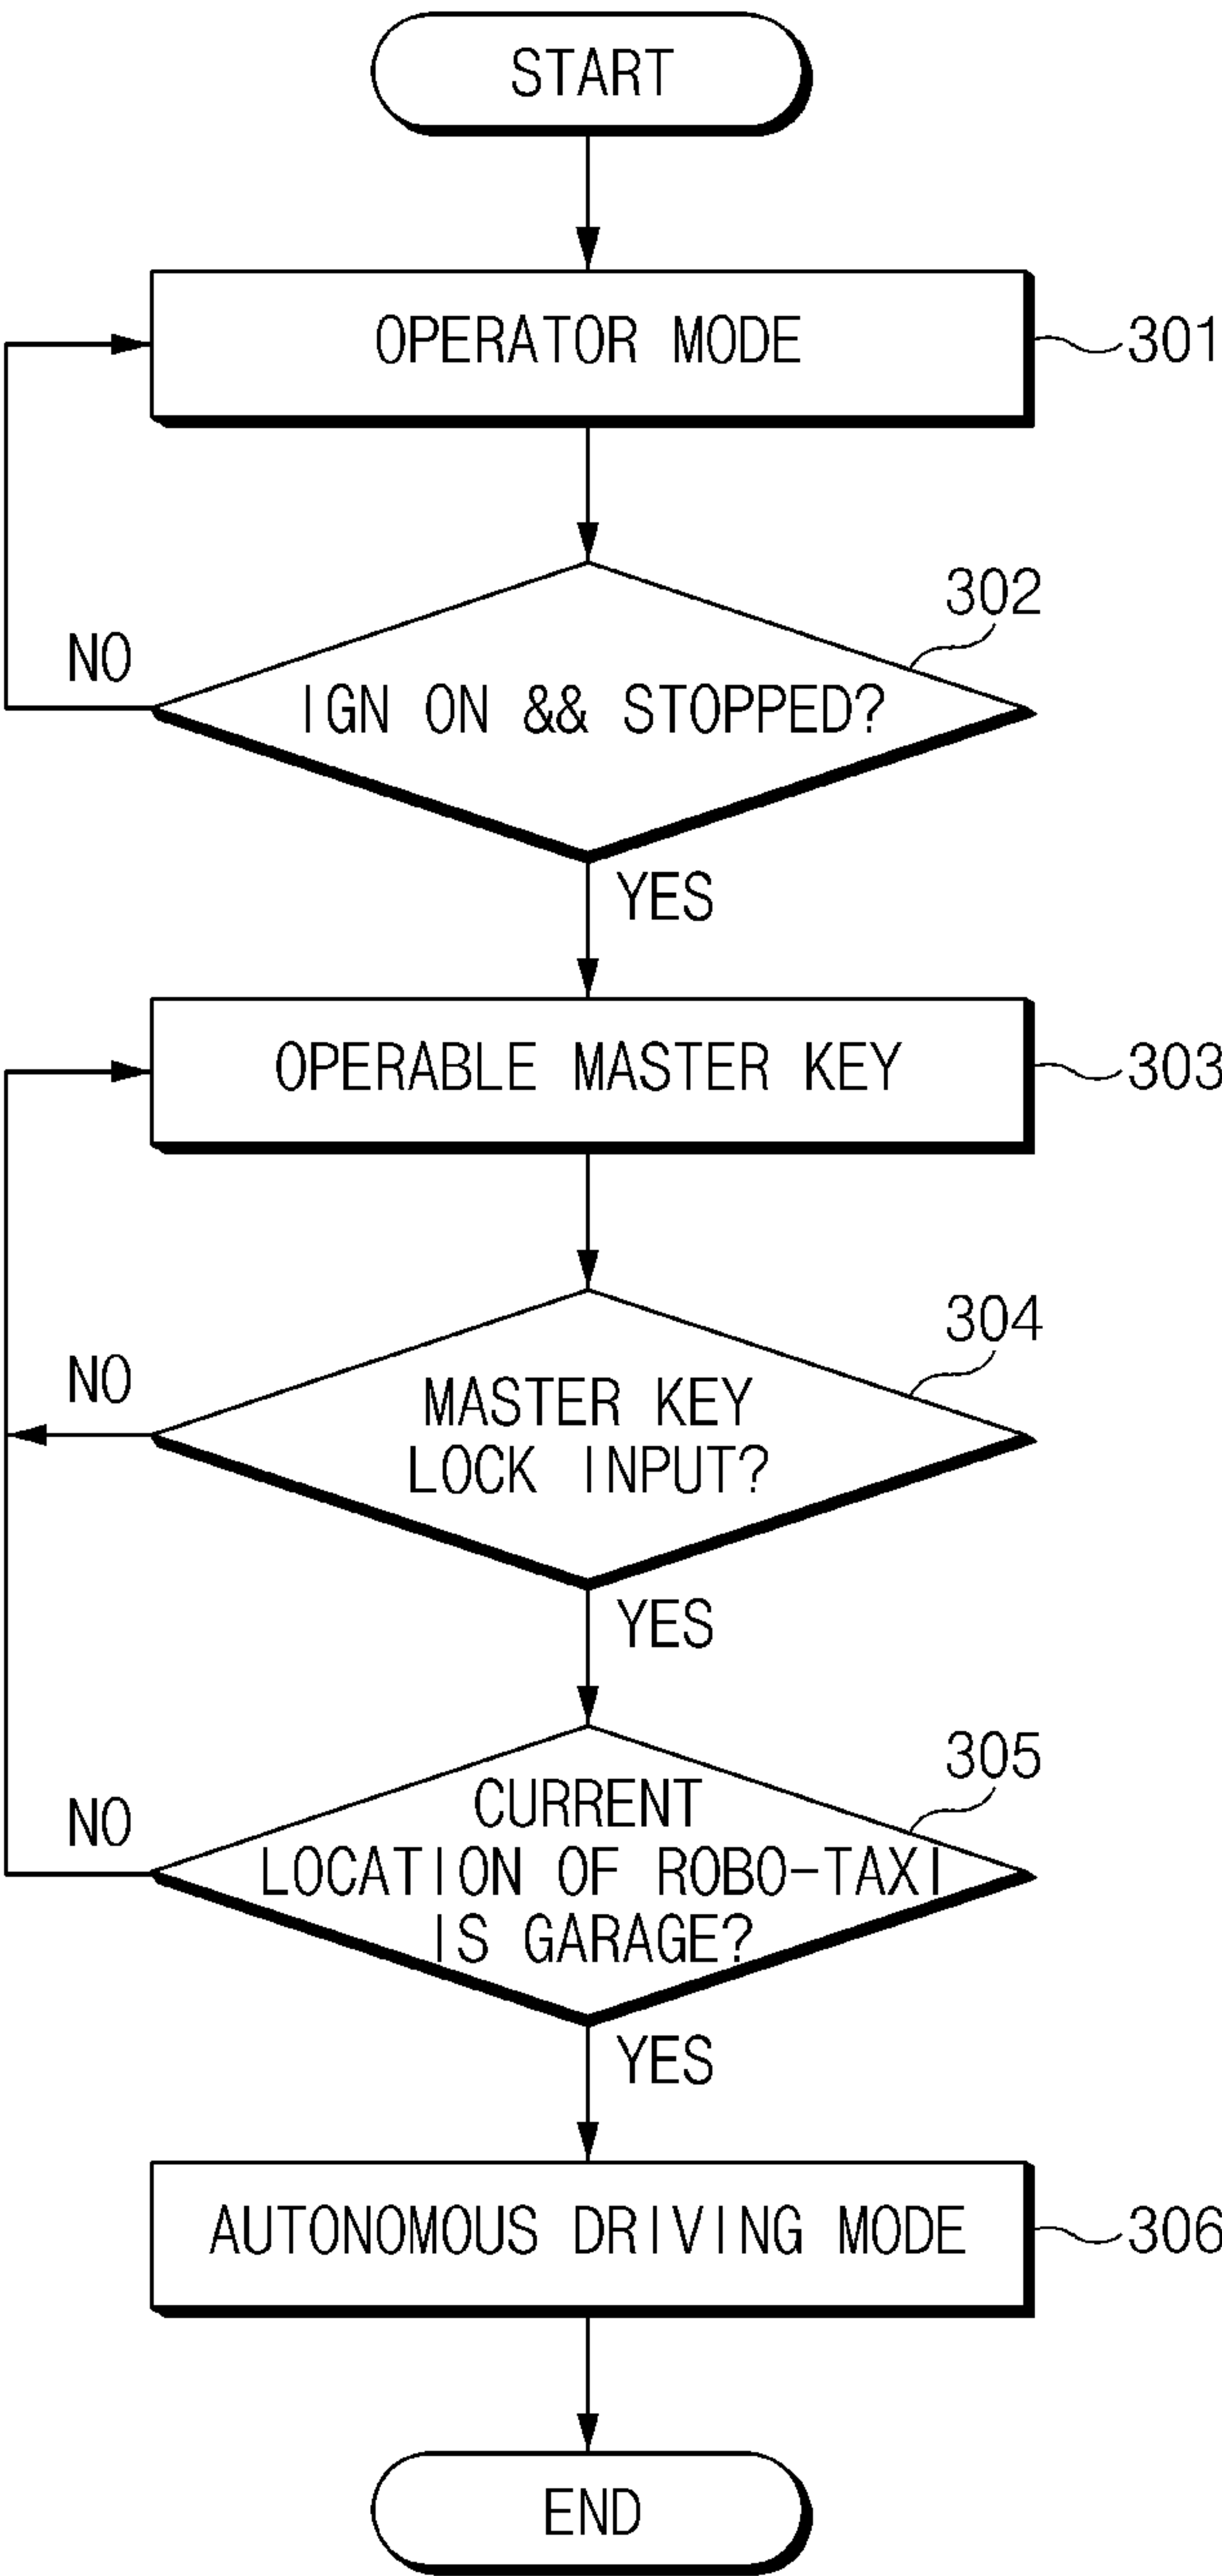 START
OPERATOR MODE
301
302
NO
IGN ON && STOPPED?
YES
OPERABLE MASTER KEY
303
304
NO
MASTER KEY
LOCK INPUT?
YES
305
NO
CURRENT
LOCATION OF ROBO-TAXI
IS GARAGE?
YES
AUTONOMOUS DRIVING MODE
306
END